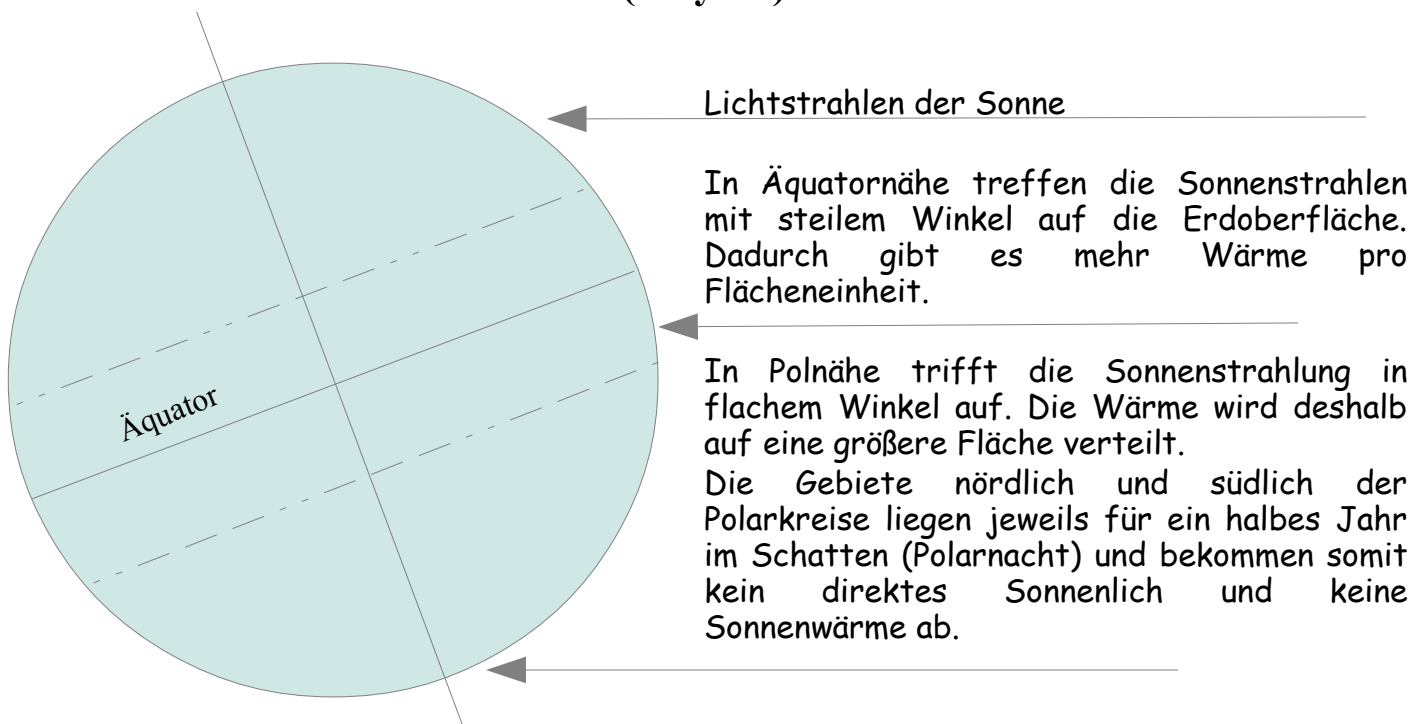 Lichtstrahlen der Sonne
In Äquatornähe treffen die Sonnenstrahlen
mit steilem Winkel auf die Erdoberfläche.
Dadurch gibt es mehr Wärme pro
Flächeneinheit.
In Polnähe trifft die Sonnenstrahlung in
flachem Winkel auf. Die Wärme wird deshalb
auf eine größere Fläche verteilt.
Die Gebiete nördlich und südlich der
Polarkreise liegen jeweils für ein halbes Jahr
im Schatten (Polarnacht) und bekommen somit
kein direktes Sonnenlich und keine
Sonnenwärme ab.
Äquator